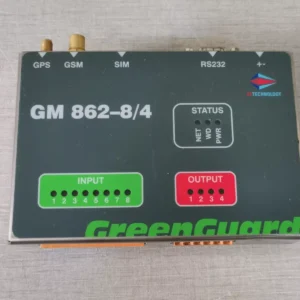 GPS GSM SIM RS232 +-
TECHNOLOGY
GM 862-8/4
STATUS
NET WD PWR
INPUT OUTPUT
1 2 3 4 5 6 7 8 1 2 3 4
GreenGuard